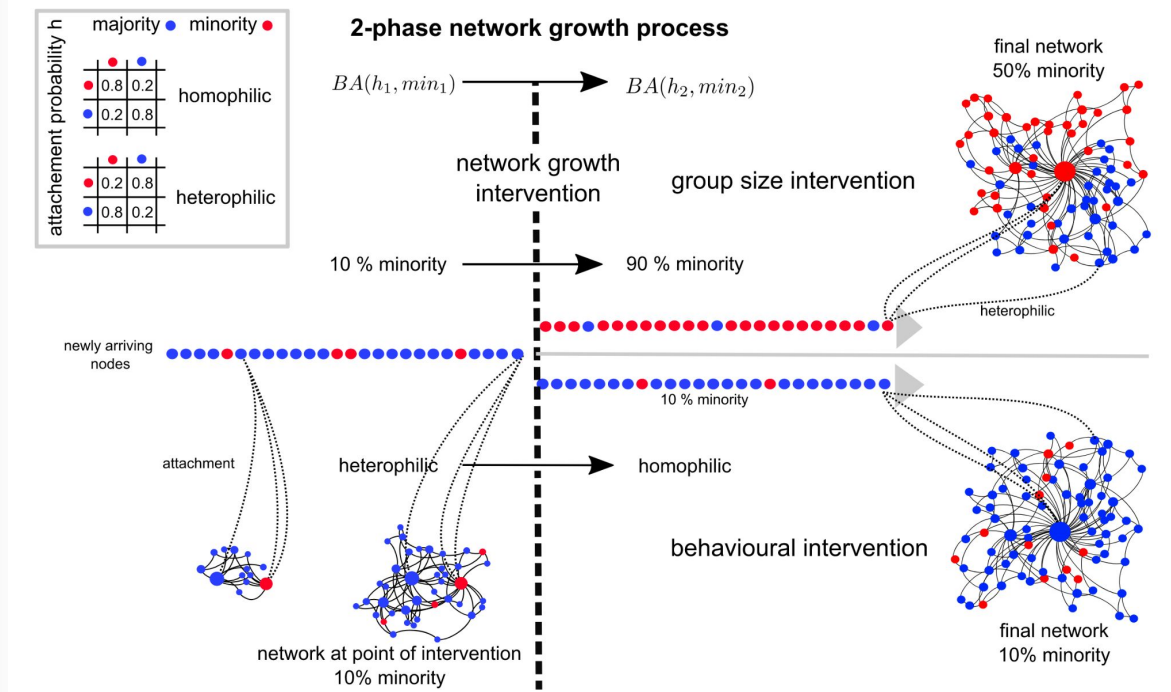 2-phase network growth process
majority
minority
attachement probability h
0.8 0.2
0.2 0.8
homophilic
0.2 0.8
0.8 0.2
heterophilic
BA(h₁, min₁)
BA(h₂, min₂)
network growth
intervention
group size intervention
10 % minority
90 % minority
final network
50% minority
heterophilic
newly arriving
nodes
10 % minority
attachment
heterophilic
homophilic
behavioural intervention
network at point of intervention
10% minority
final network
10% minority